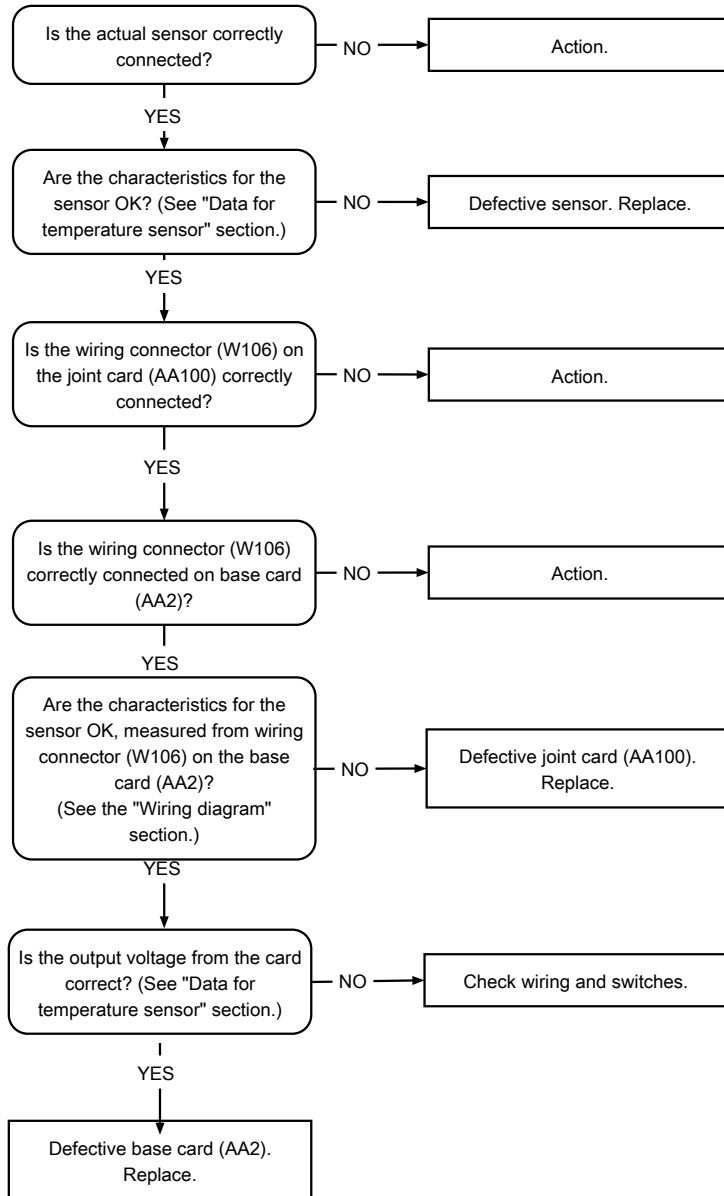 Is the actual sensor correctly
connected?
NO
Action.
YES
Are the characteristics for the
sensor OK? (See "Data for
temperature sensor" section.)
NO
Defective sensor. Replace.
YES
Is the wiring connector (W106) on
the joint card (AA100) correctly
connected?
NO
Action.
YES
Is the wiring connector (W106)
correctly connected on base card
(AA2)?
NO
Action.
YES
Are the characteristics for the
sensor OK, measured from wiring
connector (W106) on the base
card (AA2)?
(See the "Wiring diagram"
section.)
NO
Defective joint card (AA100).
Replace.
YES
Is the output voltage from the card
correct? (See "Data for
temperature sensor" section.)
NO
Check wiring and switches.
YES
Defective base card (AA2).
Replace.